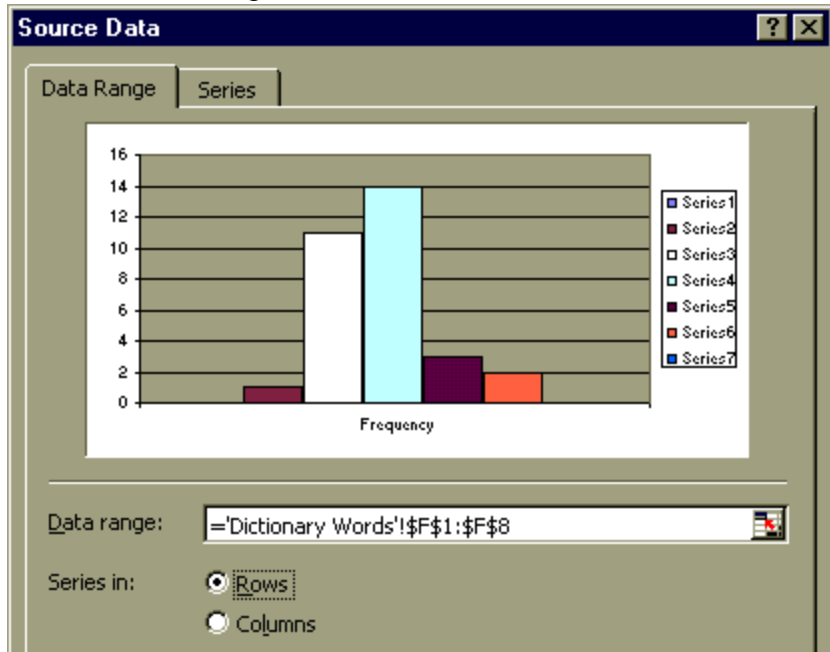 Source Data
Data Range Series
16
14
12
10
8
6
4
2
0
Frequency
Series1
Series2
Series3
Series4
Series5
Series6
Series7
Data range: ='Dictionary Words'!$F$1:$F$8
Series in: Rows
Columns